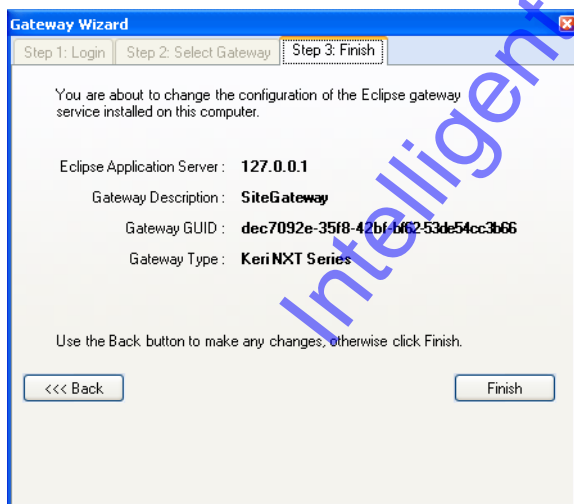 Gateway Wizard
Step 1: Login Step 2: Select Gateway Step 3: Finish
You are about to change the configuration of the Eclipse gateway
service installed on this computer.
Eclipse Application Server : 127.0.0.1
Gateway Description : SiteGateway
Gateway GUID : dec7092e-35f8-42bf-bf62-53de54cc3b66
Gateway Type : Keri NXT Series
Use the Back button to make any changes, otherwise click Finish.
<<< Back Finish
Intelligent